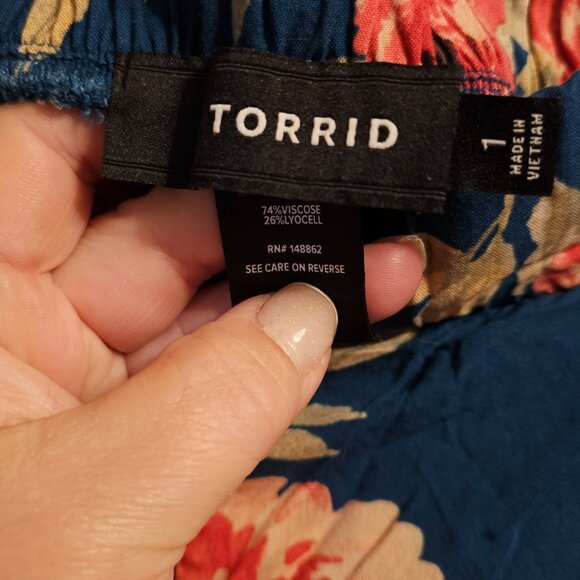 TORRID
1
MADE IN
VIETNAM
74%VISCOSE
26%LYOCELL
RN# 148862
SEE CARE ON REVERSE